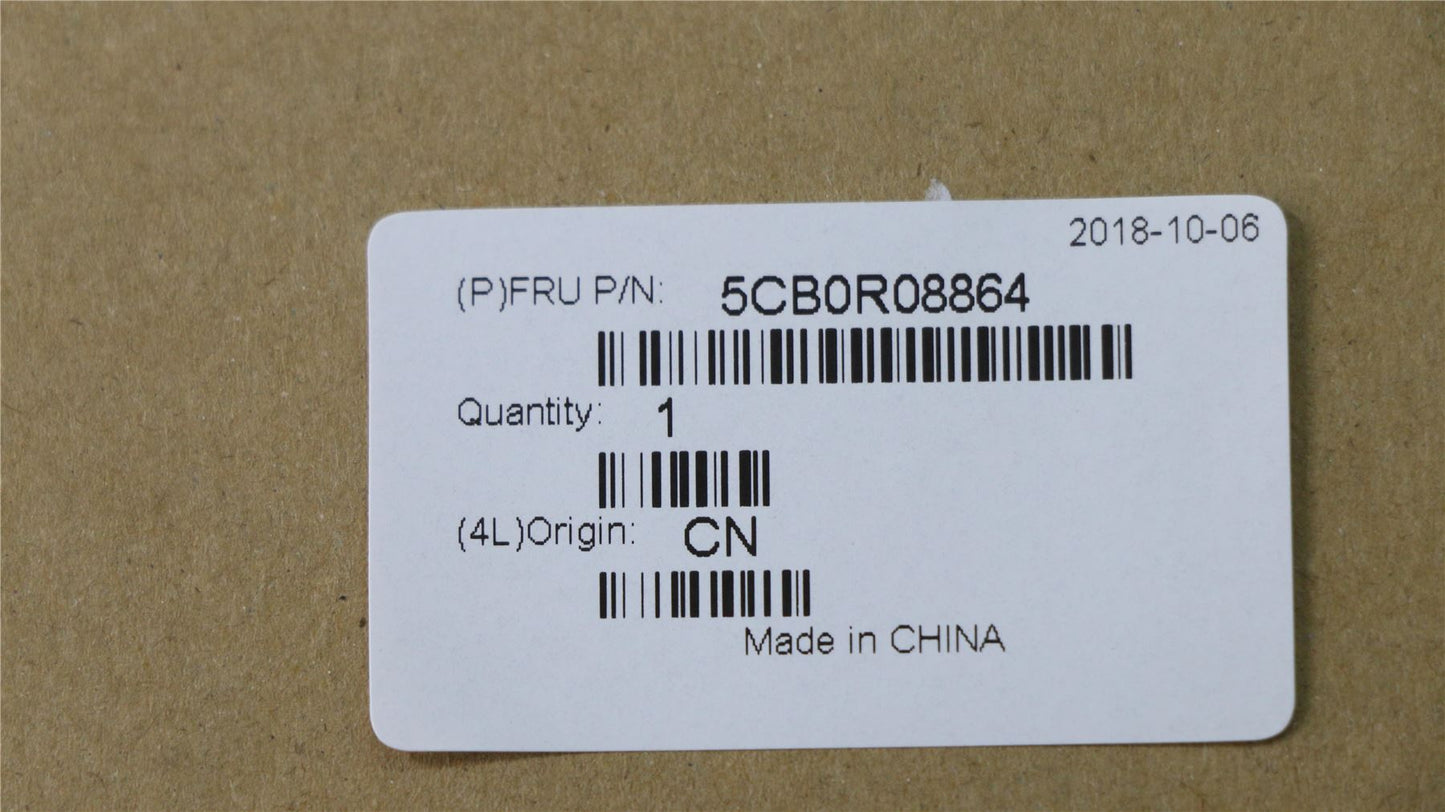 2018-10-06
(P)FRU P/N: 5CB0R08864
Quantity: 1
(4L)Origin: CN
Made in CHINA